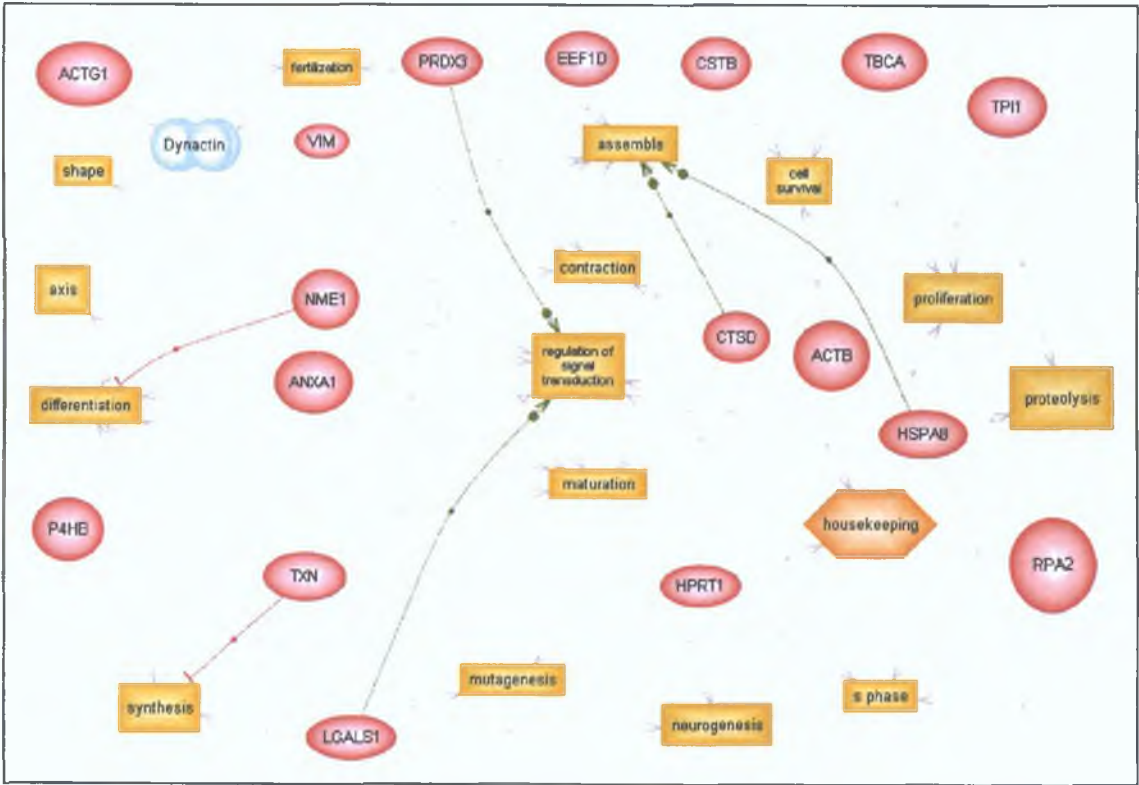 ACTG1
fertilization
PRDX3
EEF1D
CSTB
TBCA
TPI1
Dynactin
VIM
assemble
shape
cell
survival
axis
NME1
contraction
proliferation
CTSD
ACTB
regulation of
signal
transduction
ANXA1
differentiation
proteolysis
HSPA8
maturation
P4HB
housekeeping
TXN
HPRT1
RPA2
mutagenesis
s phase
synthesis
LGALS1
neurogenesis